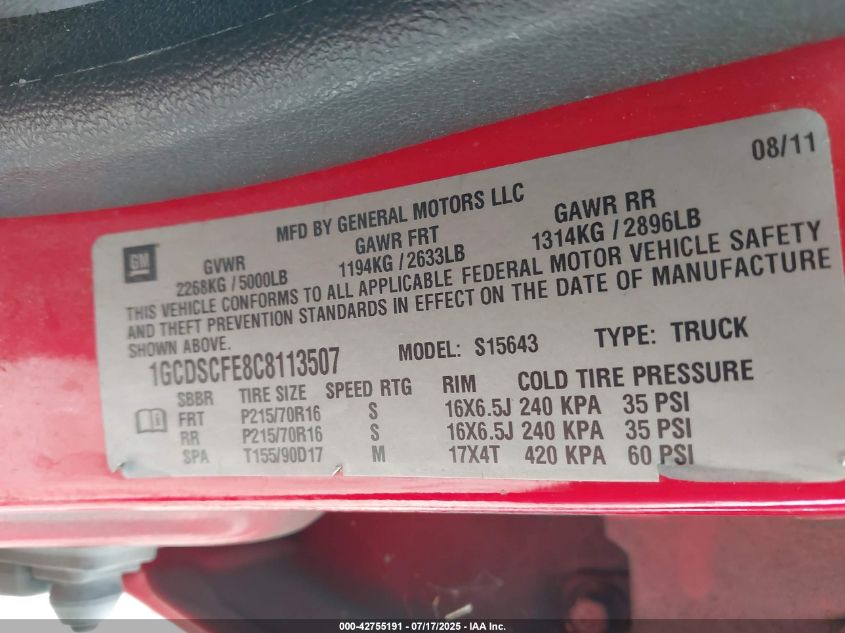 08/11
MFD BY GENERAL MOTORS LLC
GM
GVWR GAWR FRT GAWR RR
2268KG / 5000LB 1194KG / 2633LB 1314KG / 2896LB
THIS VEHICLE CONFORMS TO ALL APPLICABLE FEDERAL MOTOR VEHICLE SAFETY
AND THEFT PREVENTION STANDARDS IN EFFECT ON THE DATE OF MANUFACTURE
SHOWN ABOVE.
1GCDSCFE8C8113507 MODEL: S15643 TYPE: TRUCK
SBBR TIRE SIZE SPEED RTG RIM COLD TIRE PRESSURE
FRT P215/70R16 S 16X6.5J 240 KPA 35 PSI
RR P215/70R16 S 16X6.5J 240 KPA 35 PSI
SPA T155/90D17 M 17X4T 420 KPA 60 PSI
000-42755191 - 07/17/2025 - IAA Inc.